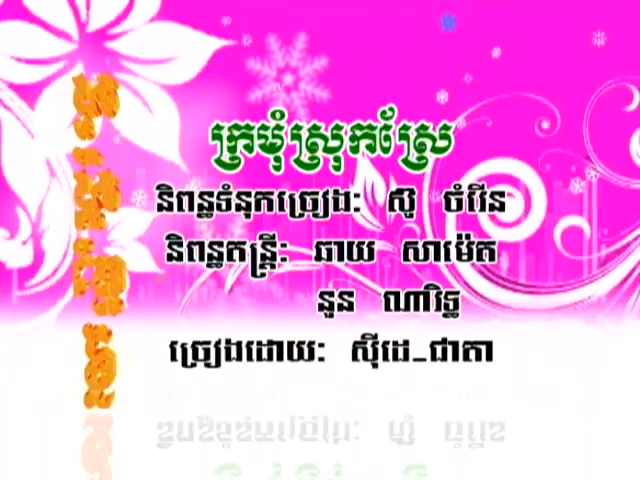 ក្រមុំស្រុកស្រែ
និពន្ធទំនុកច្រៀង: ស៊ូ ចំរើន
និពន្ធតន្រ្តី: ឆាយ សាម៉េត
នួន ណារិទ្ធ
ច្រៀងដោយ: ស៊ីដេ-ជាតា